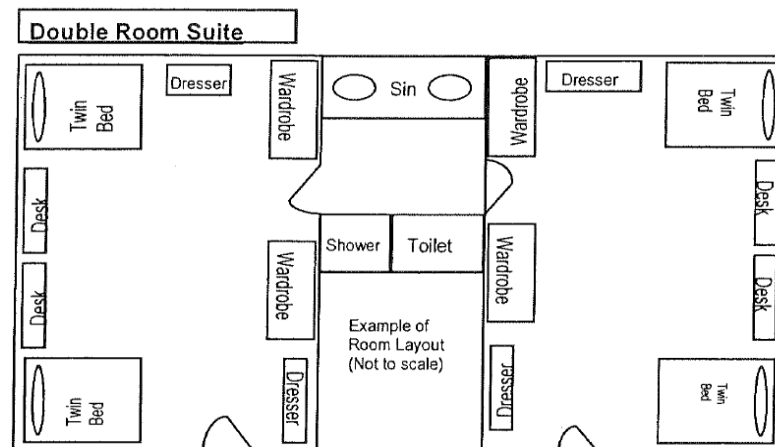 Double Room Suite
Twin
Bed
Dresser
Wardrobe
Sin
Wardrobe
Dresser
Twin
Bed
Desk
Desk
Shower
Toilet
Wardrobe
Wardrobe
Desk
Desk
Example of
Room Layout
(Not to scale)
Twin
Bed
Dresser
Dresser
Twin
Bed